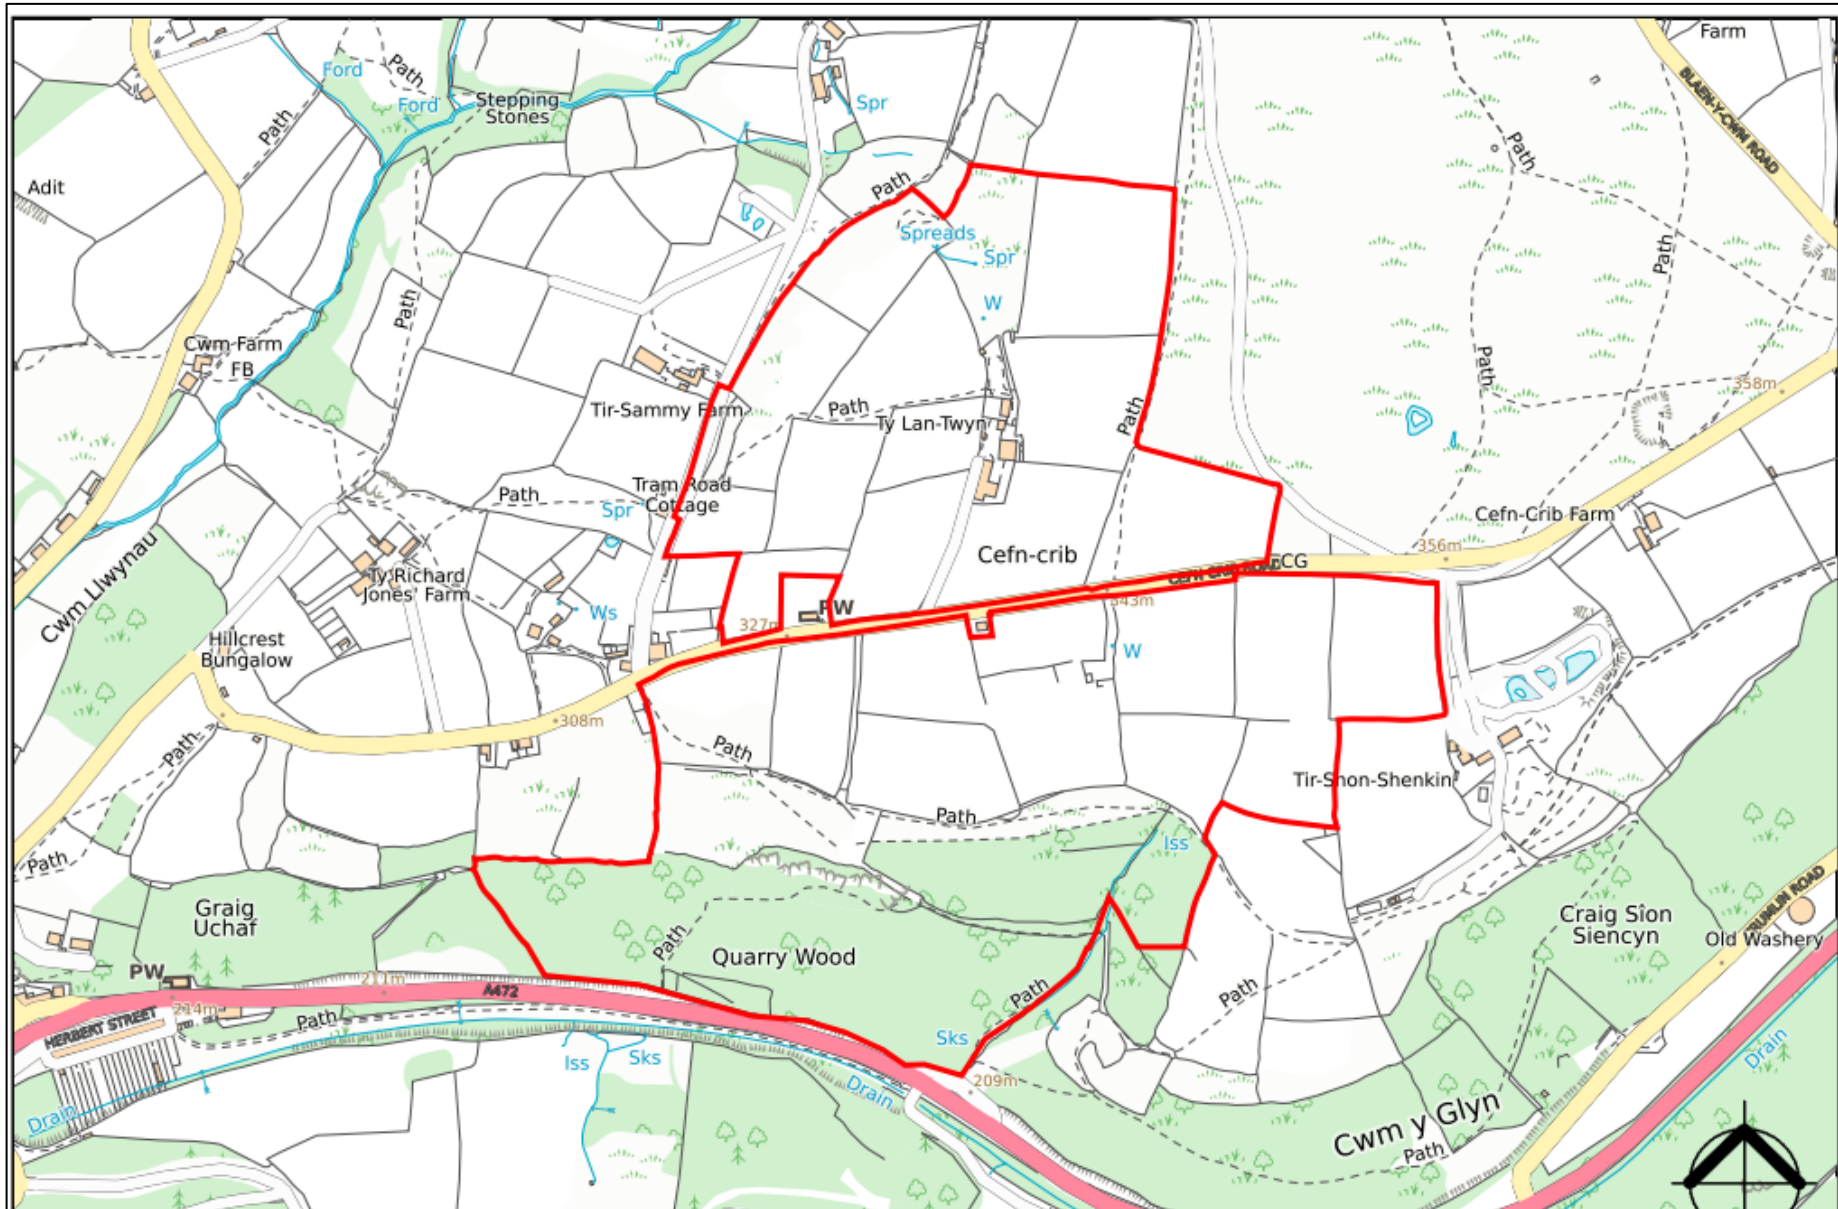 Farm
Ford
Path
BLAEN-Y-CWM ROAD
Ford
Stepping
Stones
Spr
Path
Path
Adit
Path
Spreads
Spr
Path
W
Path
Cwm Farm
FB
Path
358m
Tir-Sammy Farm
Path
Ty Lan-Twyn
Path
Tram Road
Cottage
Path
Spr
Cefn-Crib Farm
356m
Cefn-crib
CG
CEFN CRIB ROAD
Cwm Llwynau
Ty Richard
Jones' Farm
Ws
PW
343m
327m
Hillcrest
Bungalow
W
308m
Path
Path
Tir-Shon-Shenkin
Path
Iss
Path
Graig
Uchaf
Craig Sîon
Siencyn
CRUMLIN ROAD
Old Washery
Path
Quarry Wood
PW
211m
A472
Path
Path
214m
HERBERT STREET
Path
Sks
Iss
Sks
Drain
209m
Drain
Drain
Cwm y Glyn
Path